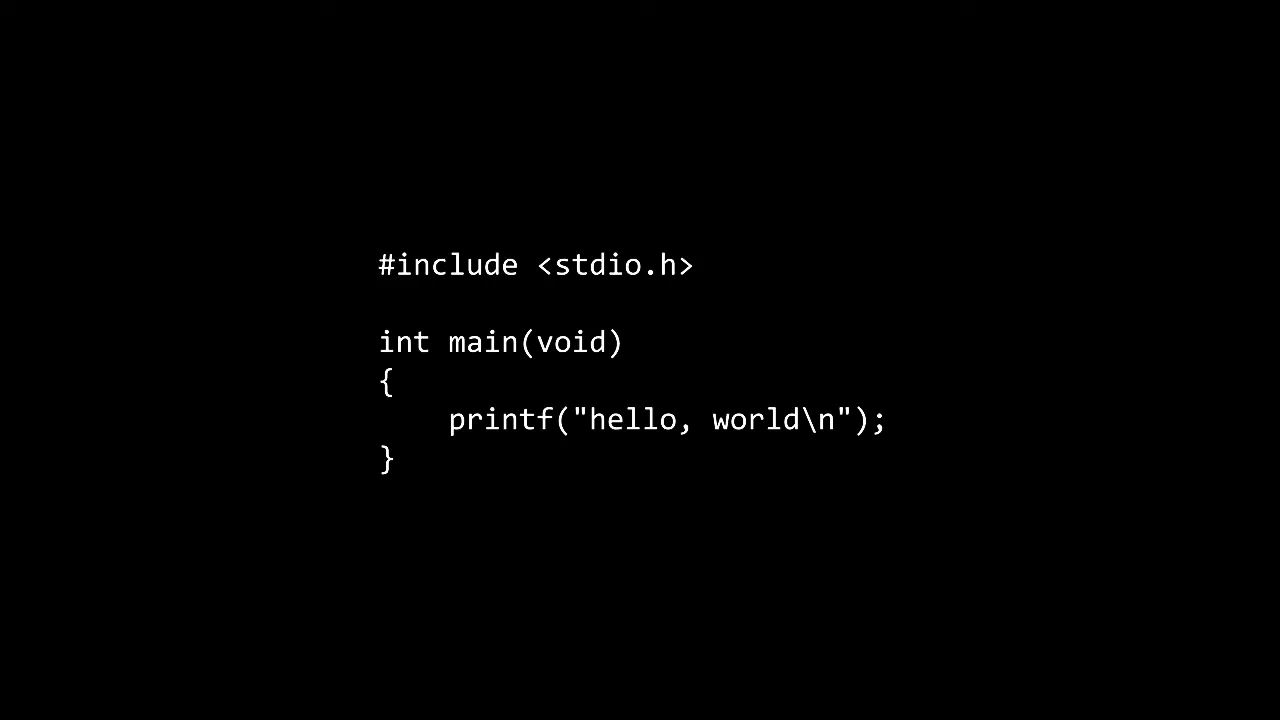 #include <stdio.h>

int main(void)
{
    printf("hello, world\n");
}